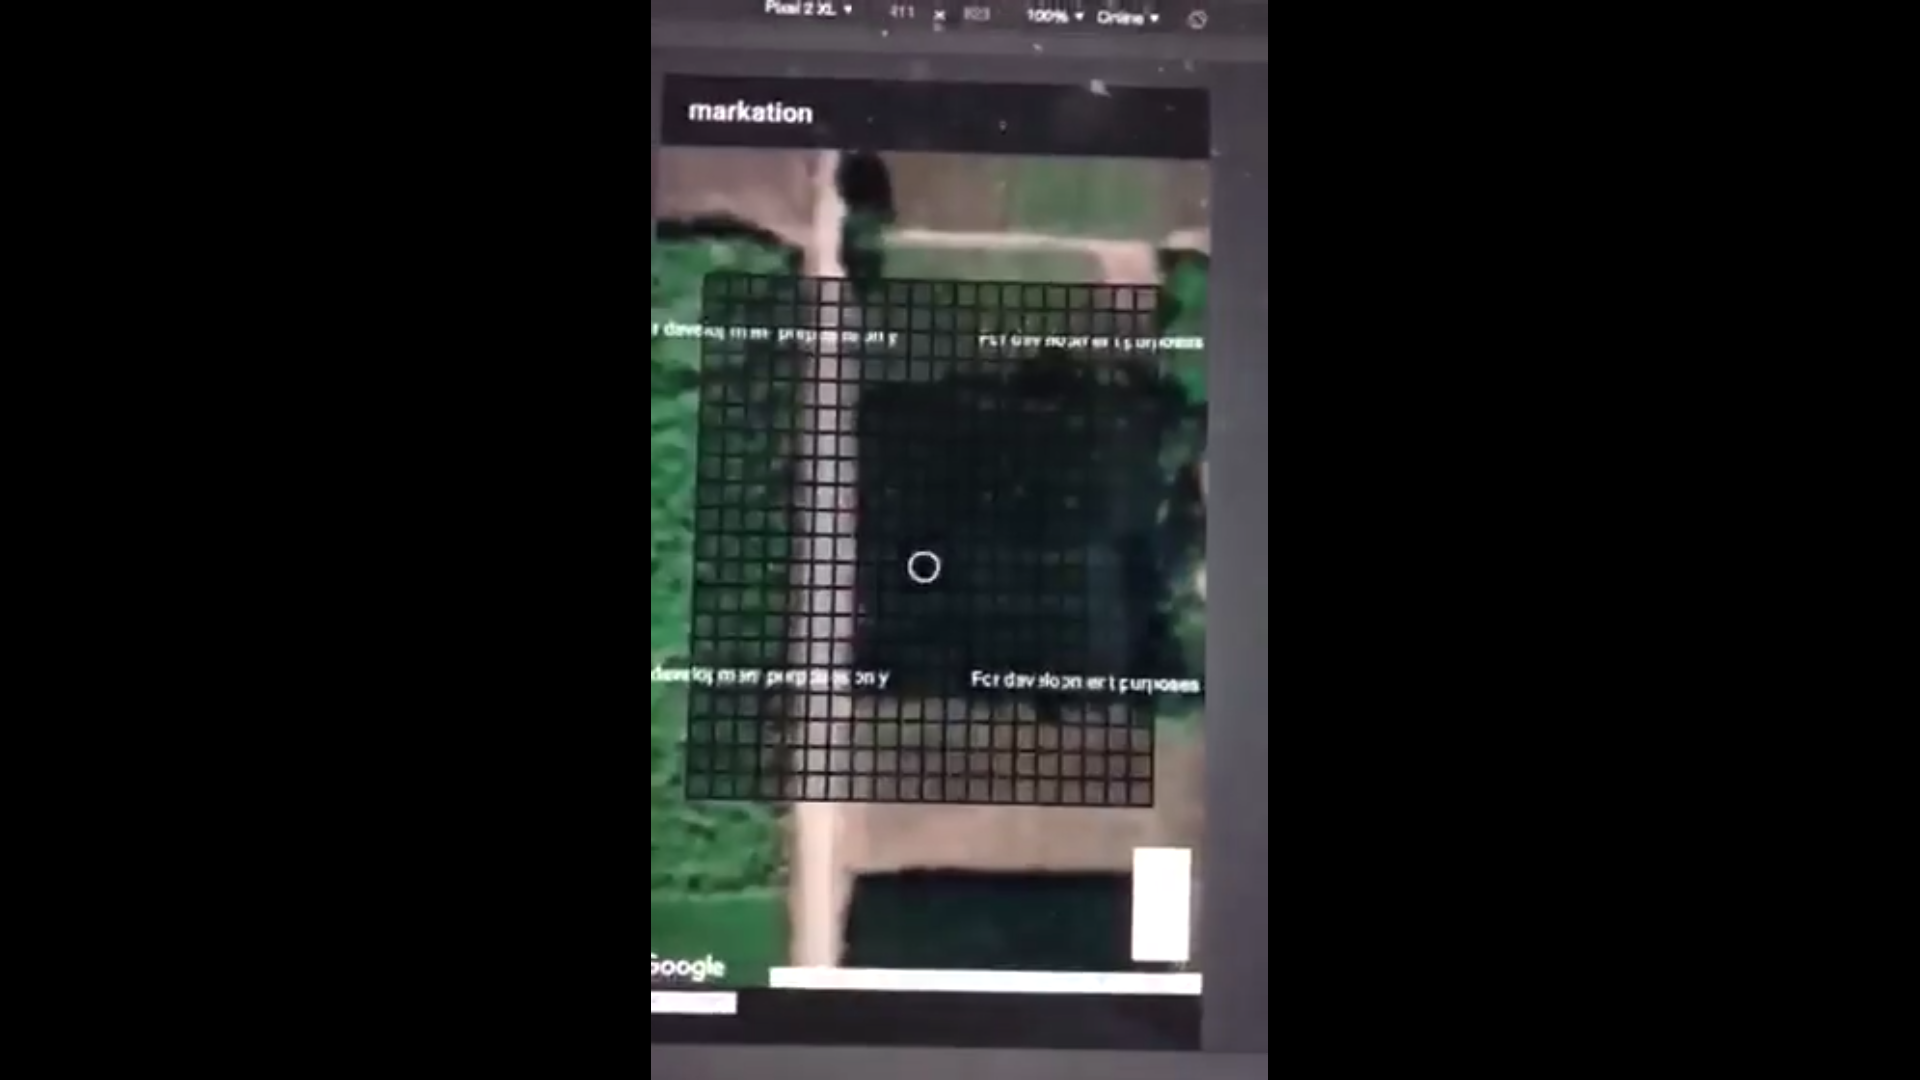 Pixel 2 XL ▾ 411 × 823 100% ▾ Online ▾
markation
r development purposes only For development purposes
development purposes only For development purposes
Google